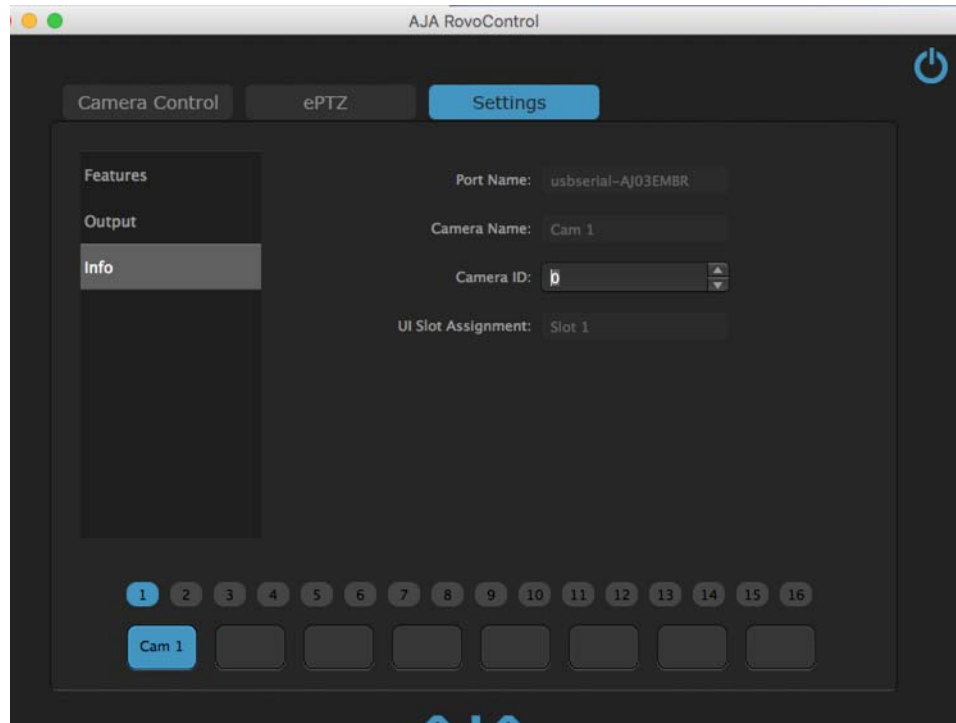 AJA RovoControl
Camera Control ePTZ Settings
Features
Output
Info
Port Name: usbserial-AJ03EMBR
Camera Name: Cam 1
Camera ID: 0
UI Slot Assignment: Slot 1
1 2 3 4 5 6 7 8 9 10 11 12 13 14 15 16
Cam 1